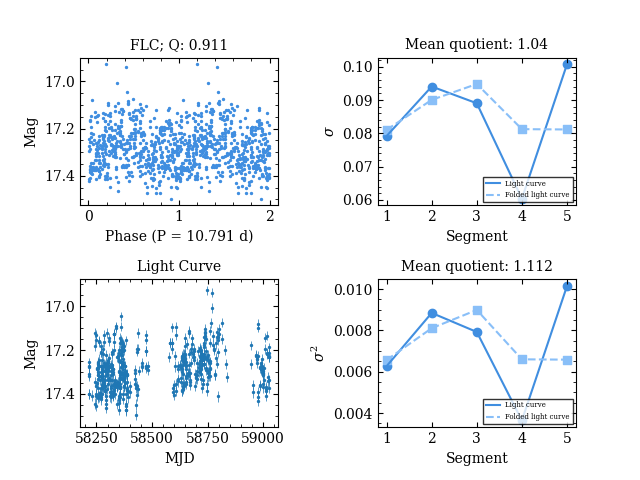 FLC; Q: 0.911
Mag
17.0
17.2
17.4
0
1
2
Phase (P = 10.791 d)
Mean quotient: 1.04
σ
0.10
0.09
0.08
0.07
0.06
Light curve
Folded light curve
1
2
3
4
5
Segment
Light Curve
Mag
17.0
17.2
17.4
58250
58500
58750
59000
MJD
Mean quotient: 1.112
σ²
0.010
0.008
0.006
0.004
Light curve
Folded light curve
1
2
3
4
5
Segment